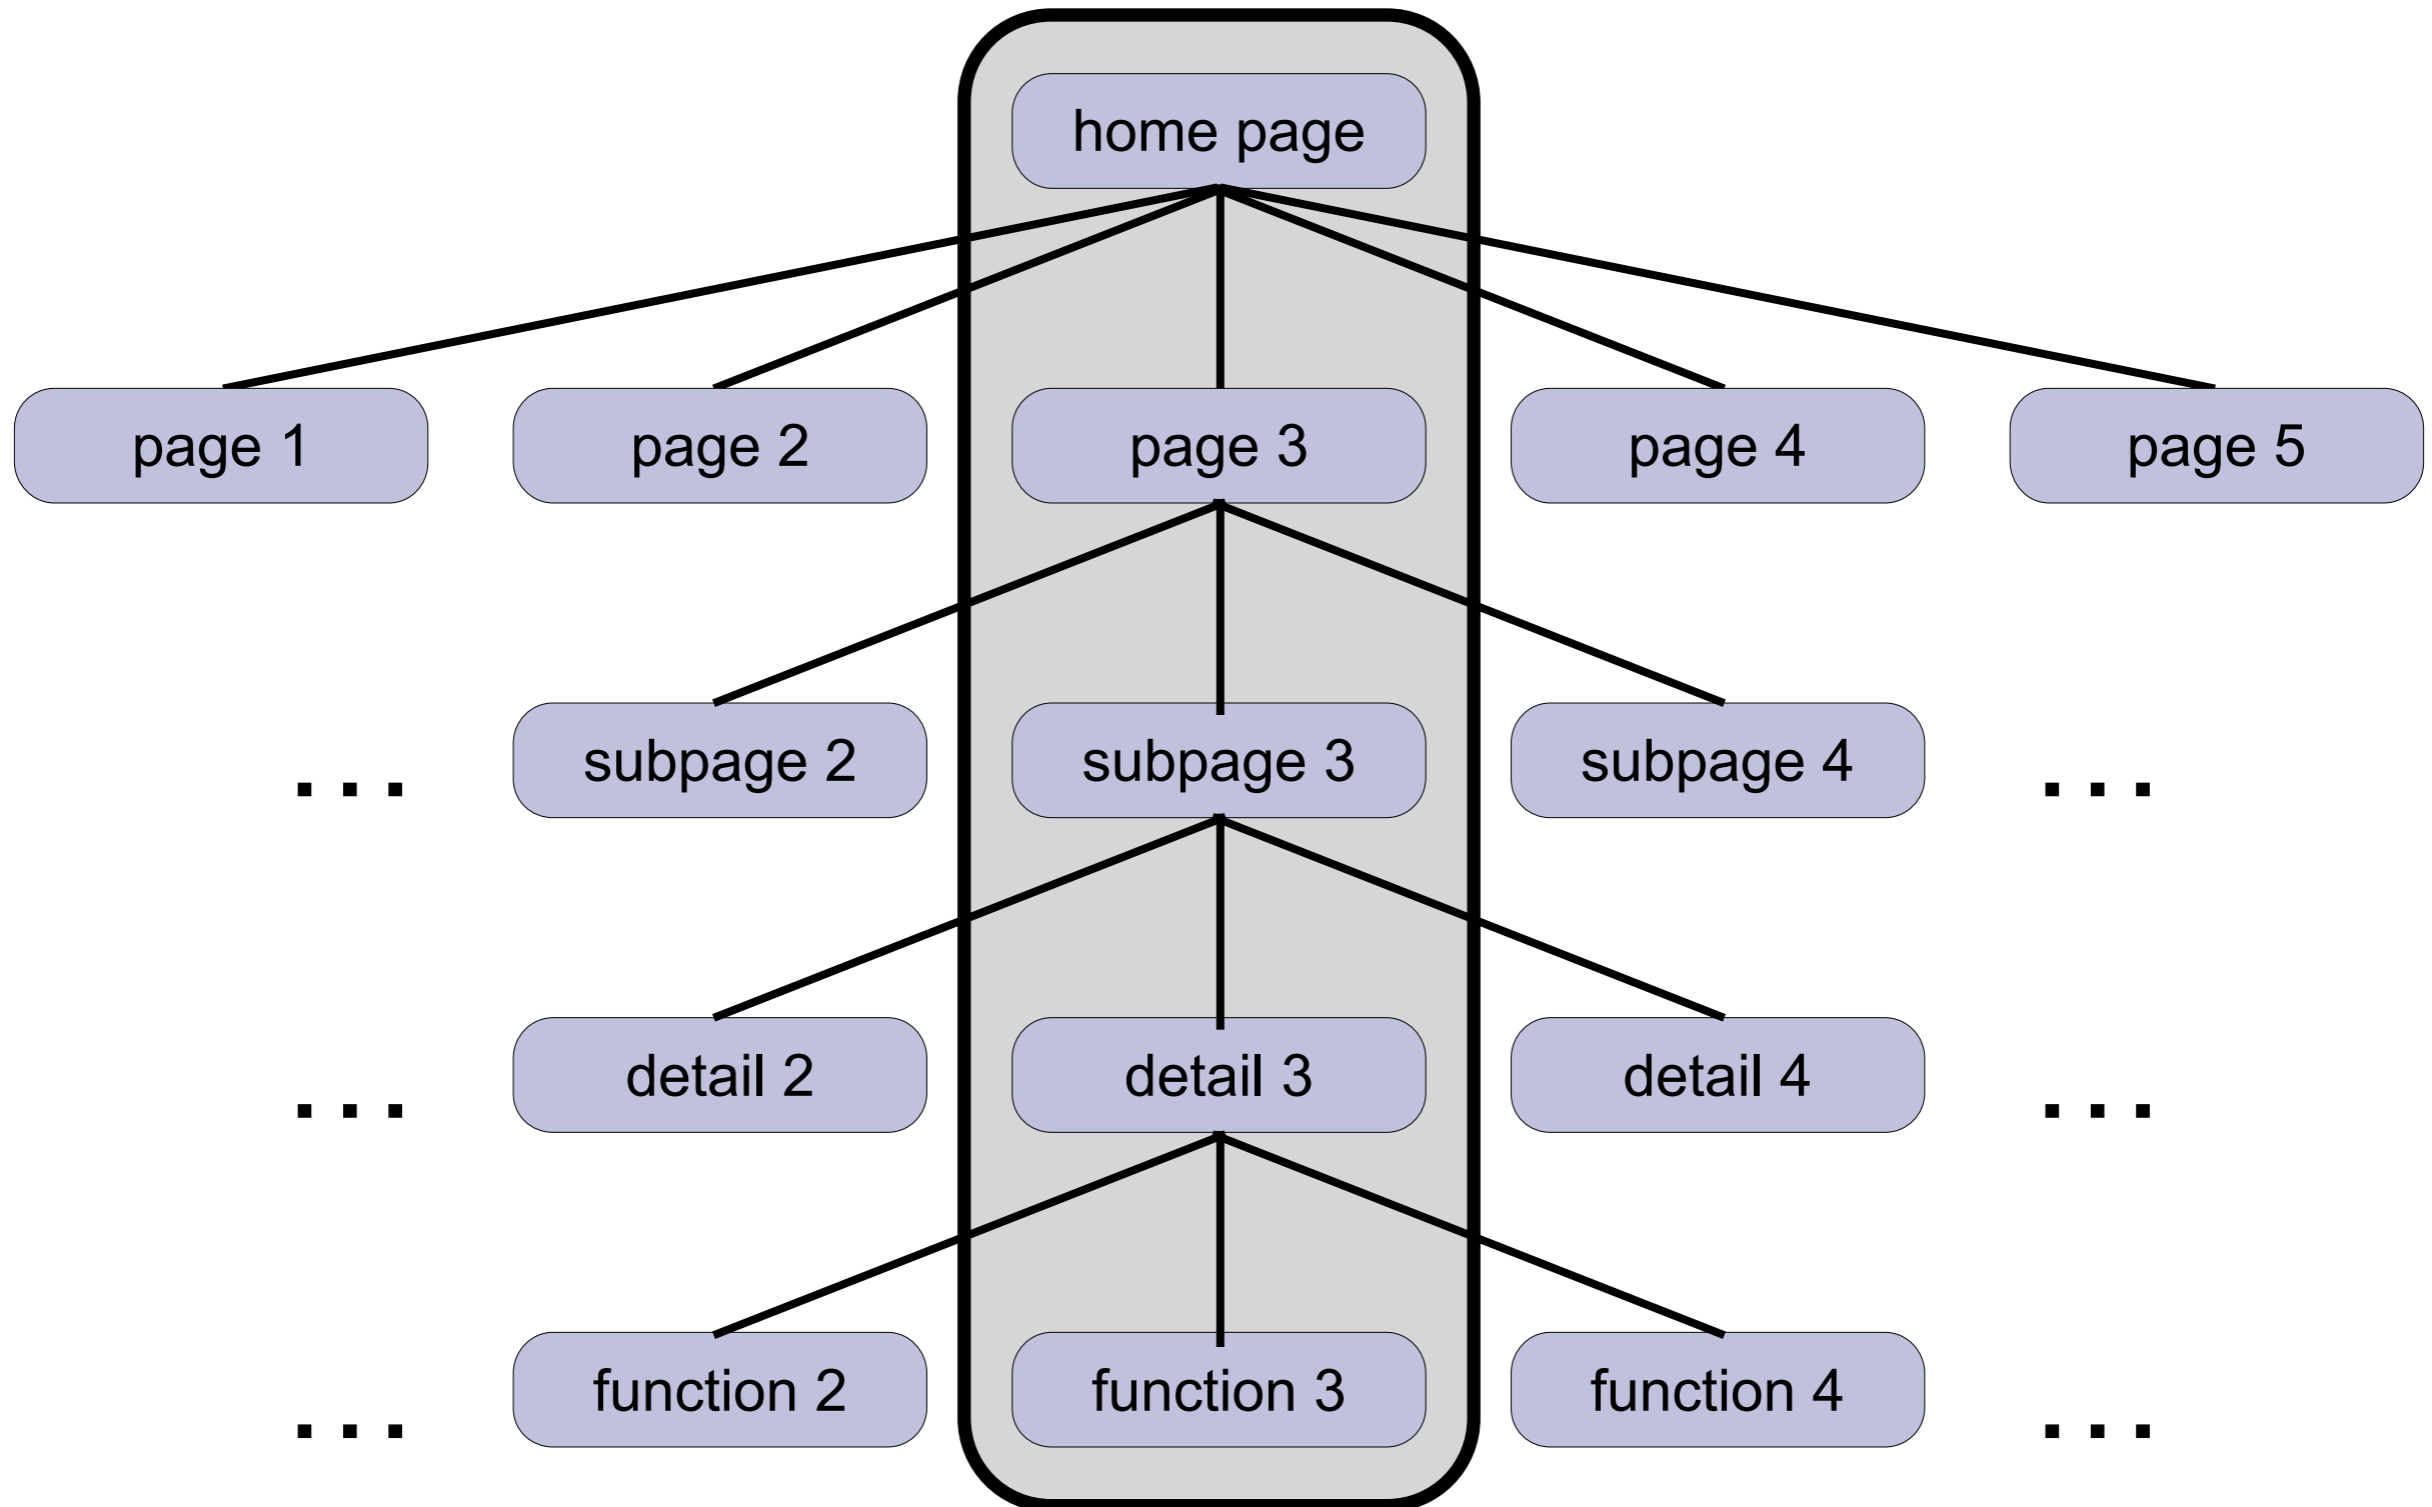 home page
page 1
page 2
page 3
page 4
page 5
...
subpage 2
subpage 3
subpage 4
...
...
detail 2
detail 3
detail 4
...
...
function 2
function 3
function 4
...